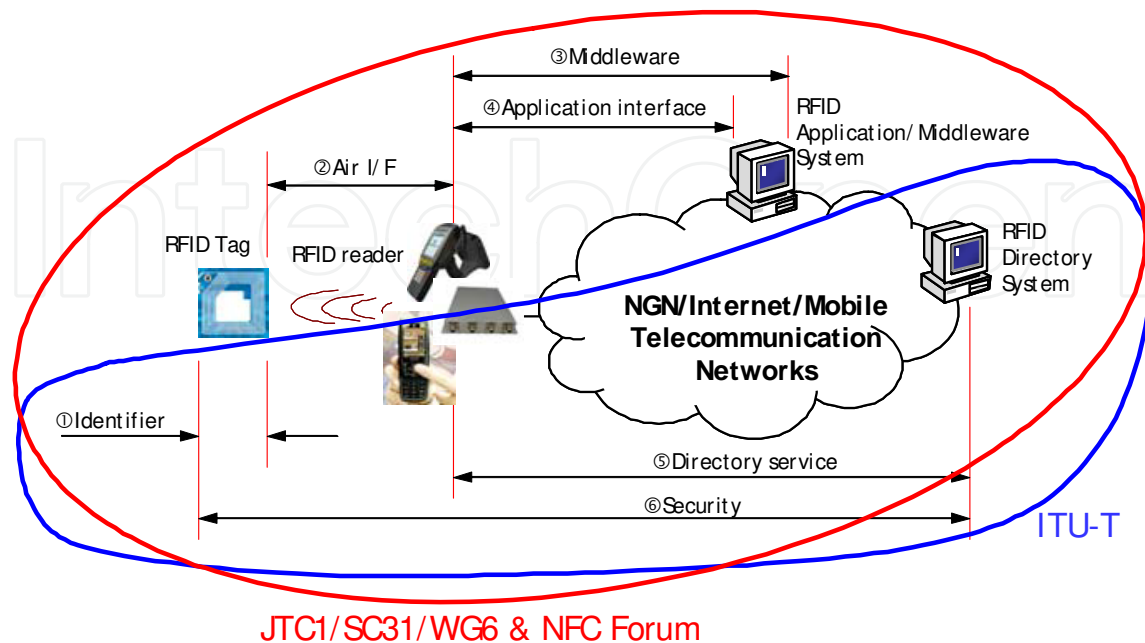 ③Middleware
④Application interface
RFID
Application/Middleware
System
②Air I/F
RFID Tag
RFID reader
RFID
Directory
System
NGN/Internet/Mobile
Telecommunication
Networks
①Identifier
⑤Directory service
⑥Security
ITU-T
JTC1/SC31/WG6 & NFC Forum
IntechOpen